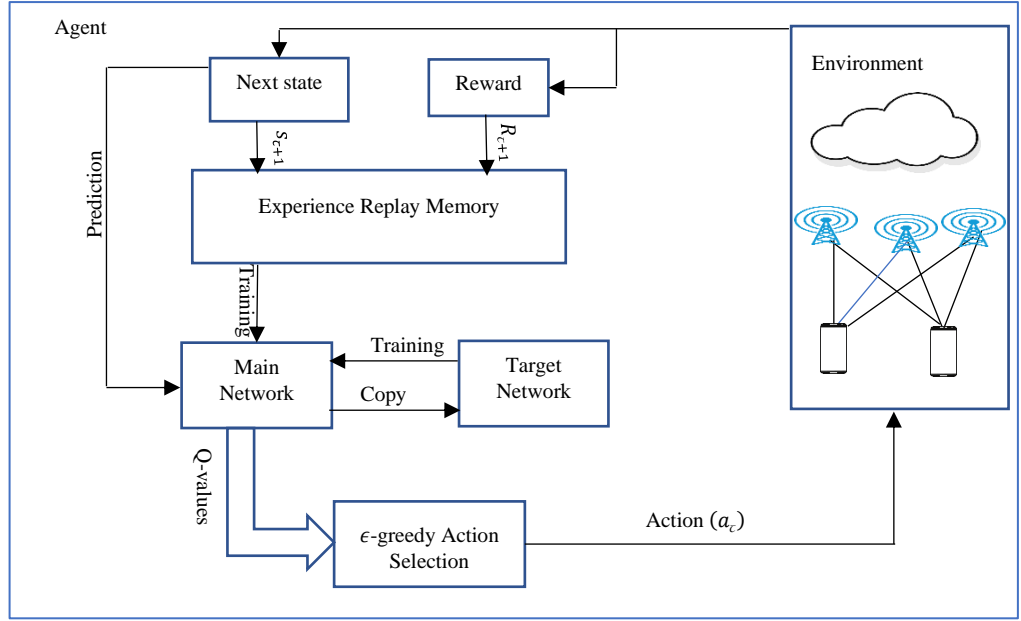 Agent
Next state
Reward
Environment
s_{c+1}
R_{c+1}
Prediction
Experience Replay Memory
Training
Main
Network
Training
Copy
Target
Network
Q-values
ϵ-greedy Action
Selection
Action (a_c)